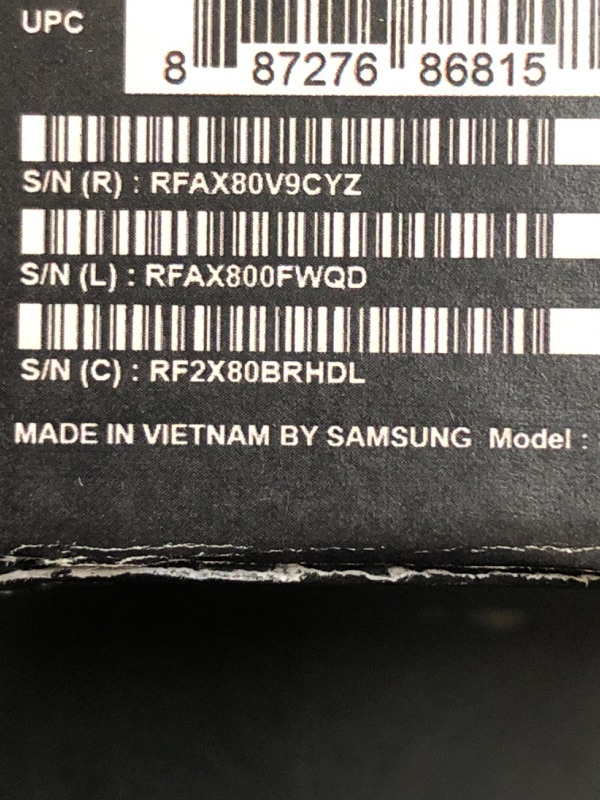 UPC
8 87276 86815
S/N (R) : RFAX80V9CYZ
S/N (L) : RFAX800FWQD
S/N (C) : RF2X80BRHDL
MADE IN VIETNAM BY SAMSUNG Model :